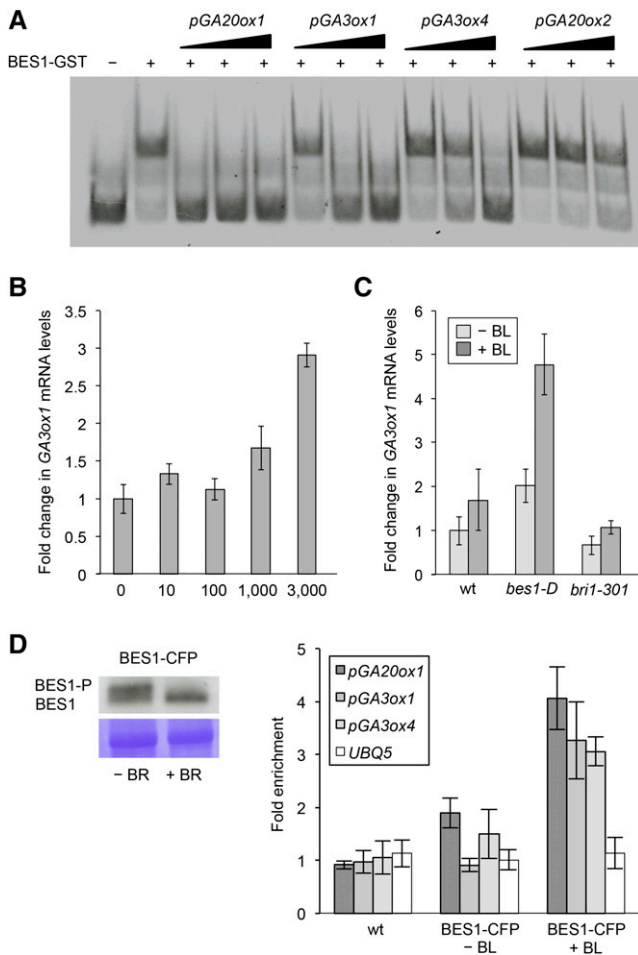 A
pGA20ox1 pGA3ox1 pGA3ox4 pGA20ox2
BES1-GST – + + + + + + + + + + + + +
B
Fold change in GA3ox1 mRNA levels
3.5
3
2.5
2
1.5
1
0.5
0
0 10 100 1,000 3,000
C
Fold change in GA3ox1 mRNA levels
6
5
4
3
2
1
0
– BL
+ BL
wt bes1-D bri1-301
D
BES1-CFP
BES1-P
BES1
– BR + BR
Fold enrichment
5
4
3
2
1
0
pGA20ox1
pGA3ox1
pGA3ox4
UBQ5
wt BES1-CFP BES1-CFP
– BL + BL